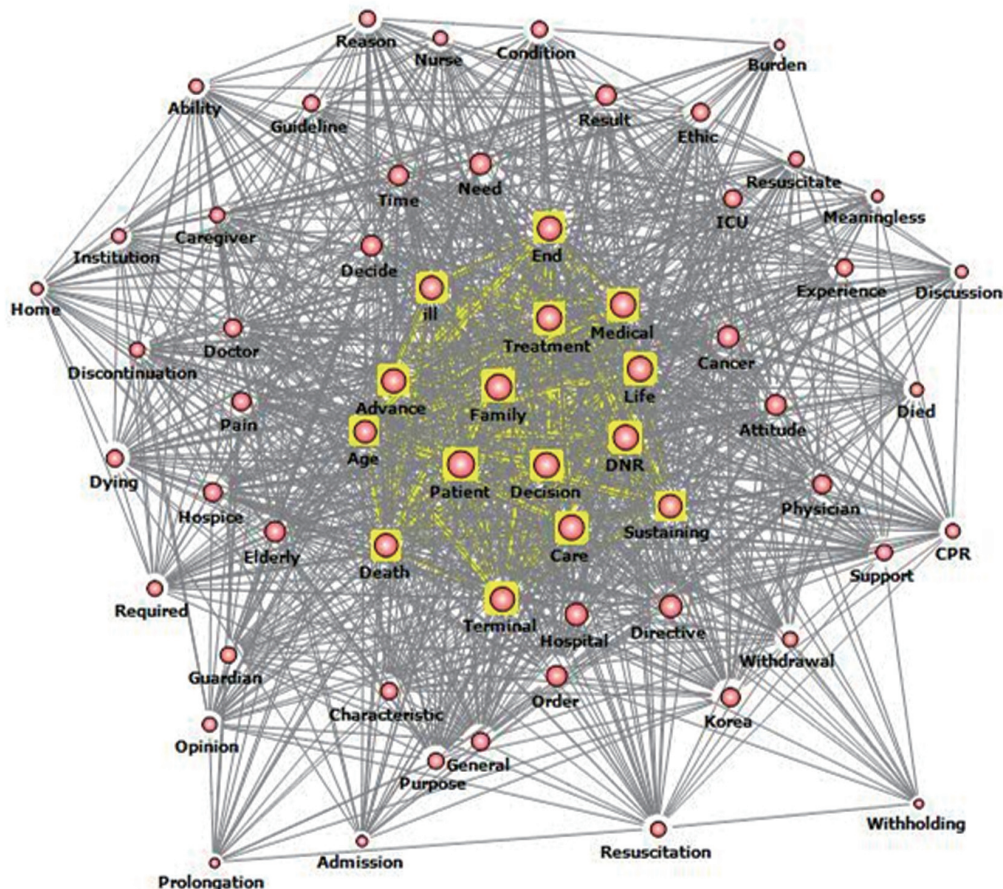 Reason
Nurse
Condition
Burden
Ability
Guideline
Result
Ethic
Time
Need
Resuscitate
ICU
Meaningless
Institution
Caregiver
Decide
End
Experience
Discussion
Home
ill
Medical
Treatment
Doctor
Discontinuation
Cancer
Advance
Family
Life
Died
Pain
Attitude
Age
DNR
Dying
Patient
Decision
Hospice
Physician
Sustaining
Elderly
Death
Care
CPR
Support
Required
Terminal
Hospital
Directive
Withdrawal
Guardian
Characteristic
Order
Korea
Opinion
General
Purpose
Withholding
Resuscitation
Admission
Prolongation